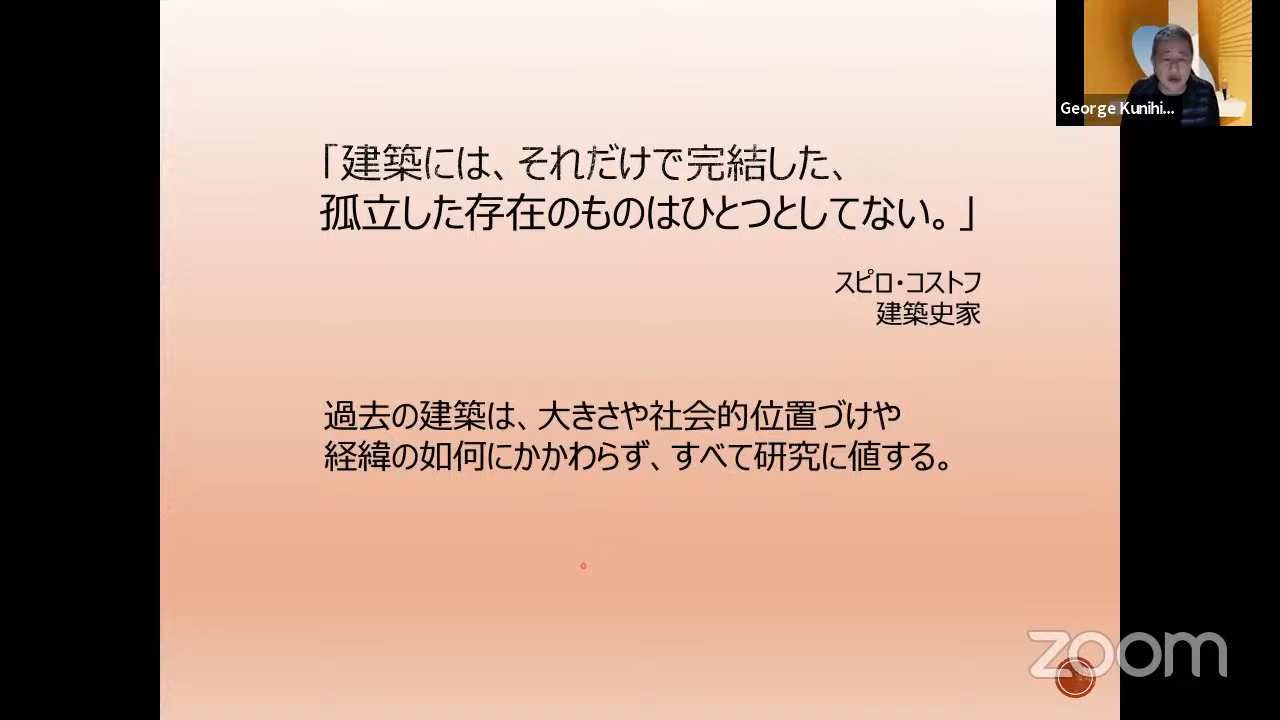 「建築には、それだけで完結した、
孤立した存在のものはひとつとしてない。」
スピロ・コストフ
建築史家
過去の建築は、大きさや社会的位置づけや
経緯の如何にかかわらず、すべて研究に値する。
George Kunihi...
zoom